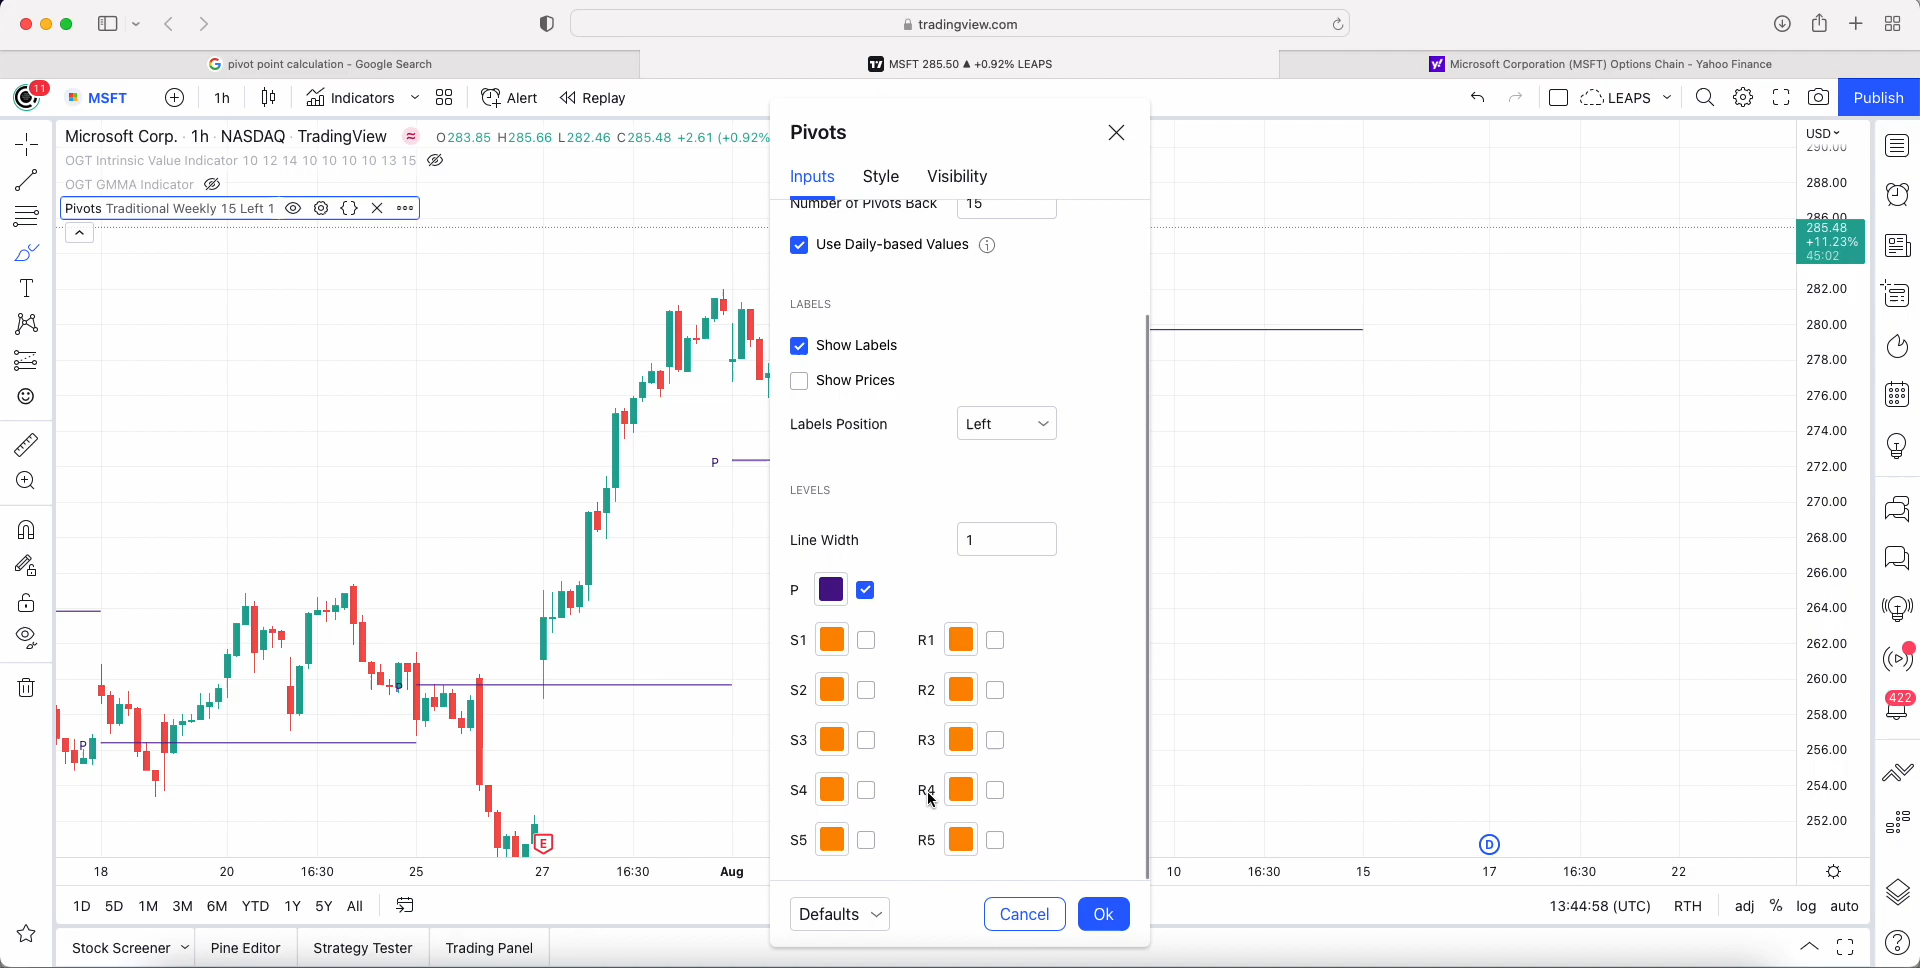 tradingview.com
pivot point calculation - Google Search
MSFT 285.50 ▲ +0.92% LEAPS
Microsoft Corporation (MSFT) Options Chain - Yahoo Finance
11
MSFT
1h
Indicators
Alert
Replay
LEAPS
Publish
Microsoft Corp. · 1h · NASDAQ · TradingView
O283.85 H285.66 L282.46 C285.48 +2.61 (+0.92%
OGT Intrinsic Value Indicator 10 12 14 10 10 10 10 13 15
OGT GMMA Indicator
Pivots Traditional Weekly 15 Left 1
Pivots
Inputs
Style
Visibility
Number of Pivots Back
15
Use Daily-based Values
LABELS
Show Labels
Show Prices
Labels Position
Left
LEVELS
Line Width
1
P
S1
R1
S2
R2
S3
R3
S4
R4
S5
R5
Defaults
Cancel
Ok
P
P
P
E
D
USD
290.00
288.00
286.00
285.48
+11.23%
45:02
282.00
280.00
278.00
276.00
274.00
272.00
270.00
268.00
266.00
264.00
262.00
260.00
258.00
256.00
254.00
252.00
422
18
20
16:30
25
27
16:30
Aug
10
16:30
15
17
16:30
22
1D
5D
1M
3M
6M
YTD
1Y
5Y
All
13:44:58 (UTC)
RTH
adj
%
log
auto
Stock Screener
Pine Editor
Strategy Tester
Trading Panel